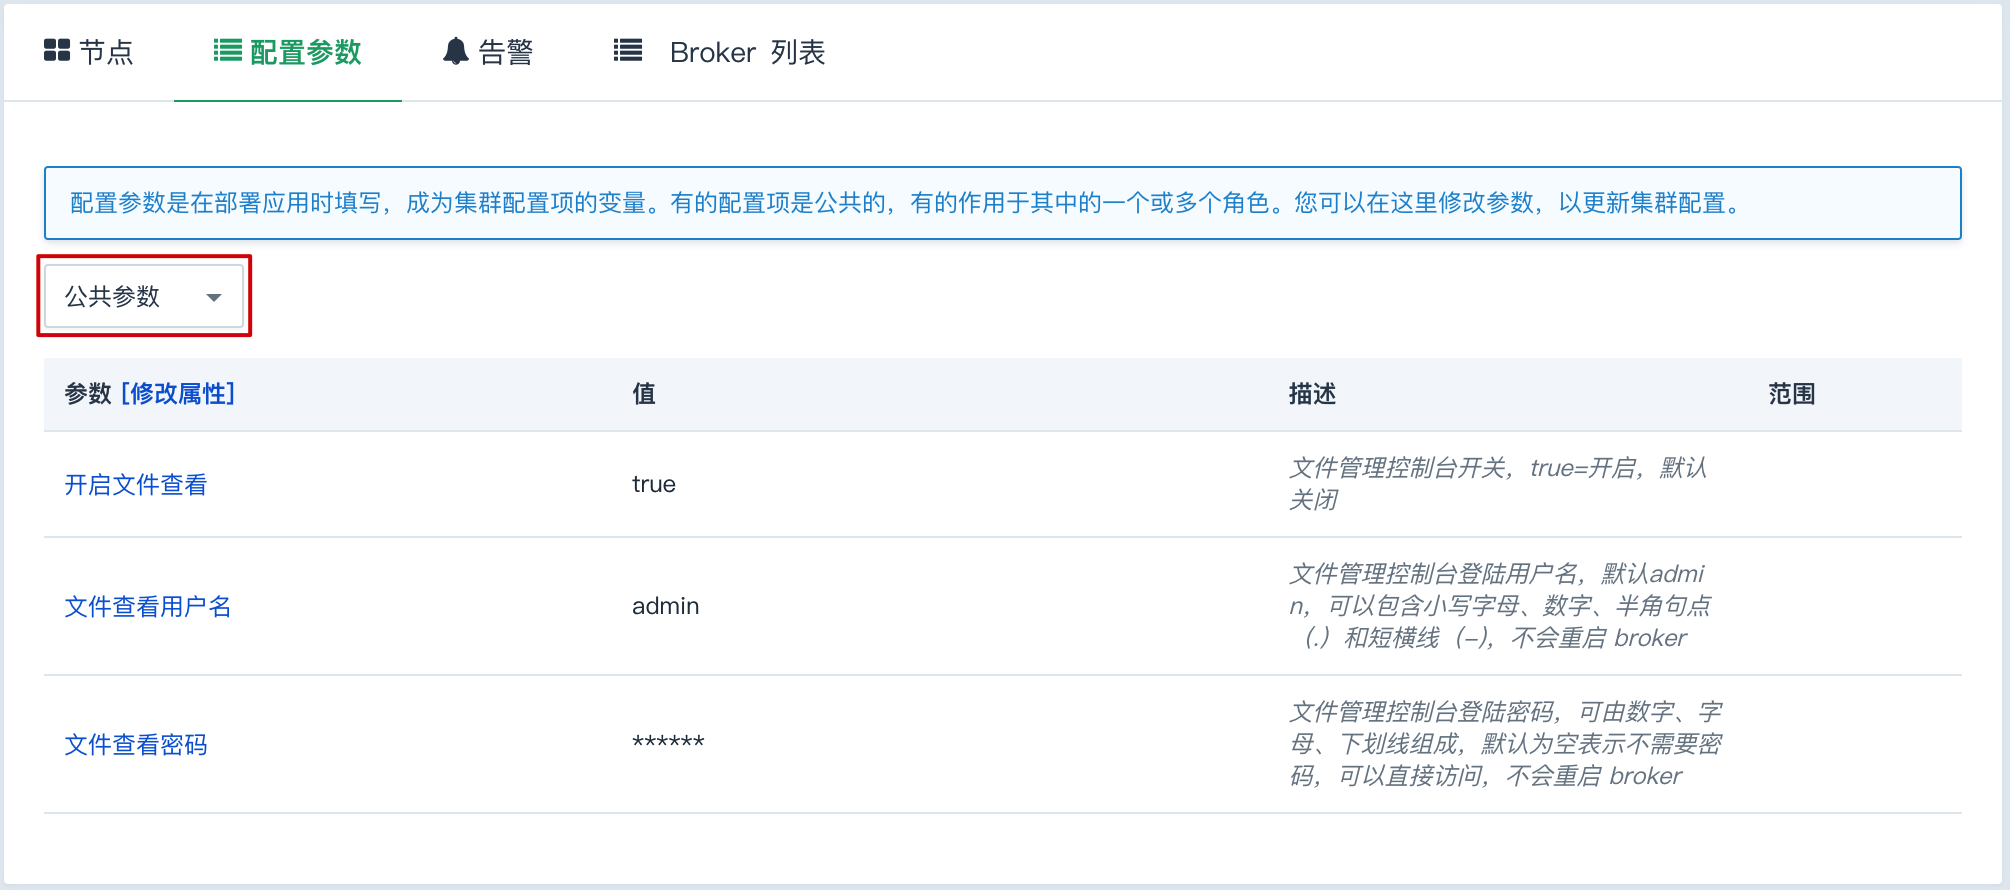 节点 配置参数 告警 Broker 列表
配置参数是在部署应用时填写，成为集群配置项的变量。有的配置项是公共的，有的作用于其中的一个或多个角色。您可以在这里修改参数，以更新集群配置。
公共参数
参数 [修改属性] 值 描述 范围
开启文件查看 true
文件管理控制台开关，true=开启，默认
关闭
文件查看用户名 admin
文件管理控制台登陆用户名，默认admi
n，可以包含小写字母、数字、半角句点
（.）和短横线（-），不会重启 broker
文件查看密码 ******
文件管理控制台登陆密码，可由数字、字
母、下划线组成，默认为空表示不需要密
码，可以直接访问，不会重启 broker